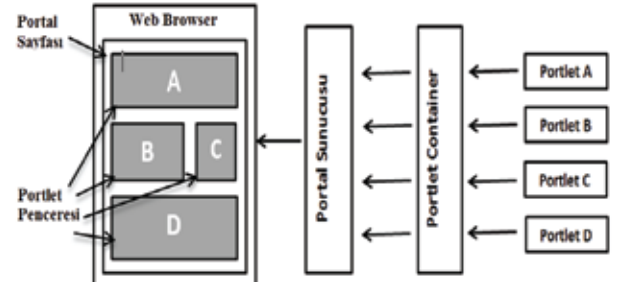 Portal
Sayfası
Web Browser
A
B
C
D
Portlet
Penceresi
Portal Sunucusu
Portlet Container
Portlet A
Portlet B
Portlet C
Portlet D